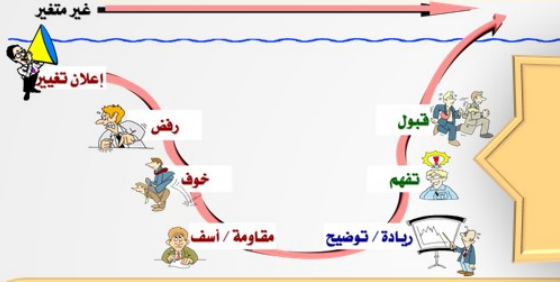 غير متغير
إعلان تغيير
رفض
خوف
مقاومة / أسف
ريادة / توضيح
تفهم
قبول